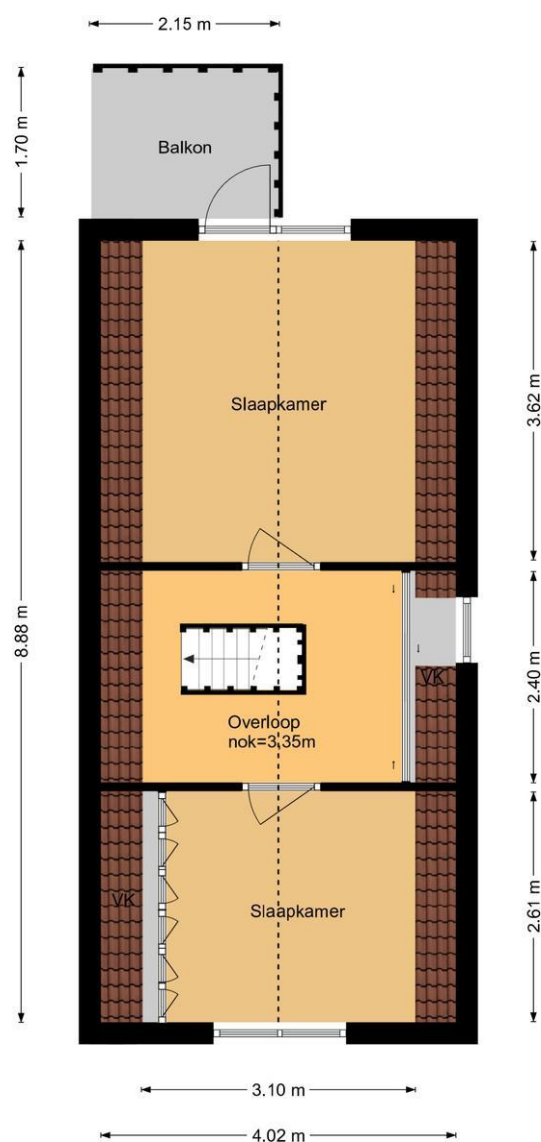 2.15 m
1.70 m
Balkon
Slaapkamer
3.62 m
8.88 m
2.40 m
VK
Overloop
nok=3.35m
VK
Slaapkamer
2.61 m
3.10 m
4.02 m